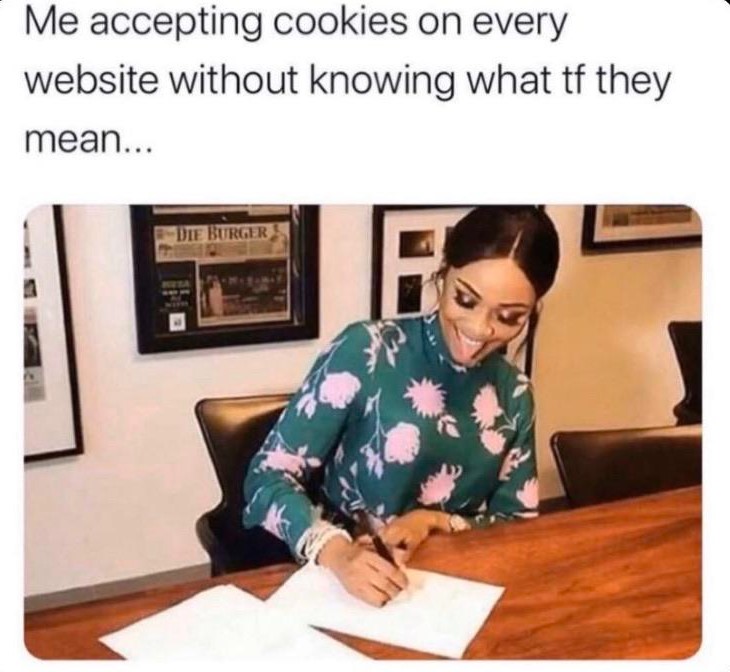 Me accepting cookies on every
website without knowing what tf they
mean...
DIE BURGER